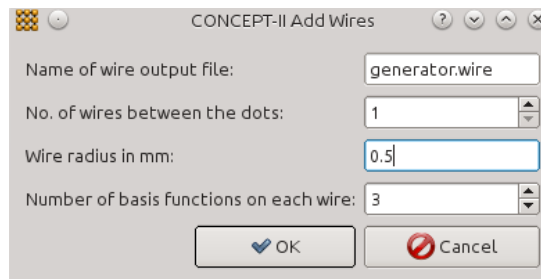 CONCEPT-II Add Wires
Name of wire output file: generator.wire
No. of wires between the dots: 1
Wire radius in mm: 0.5
Number of basis functions on each wire: 3
OK Cancel